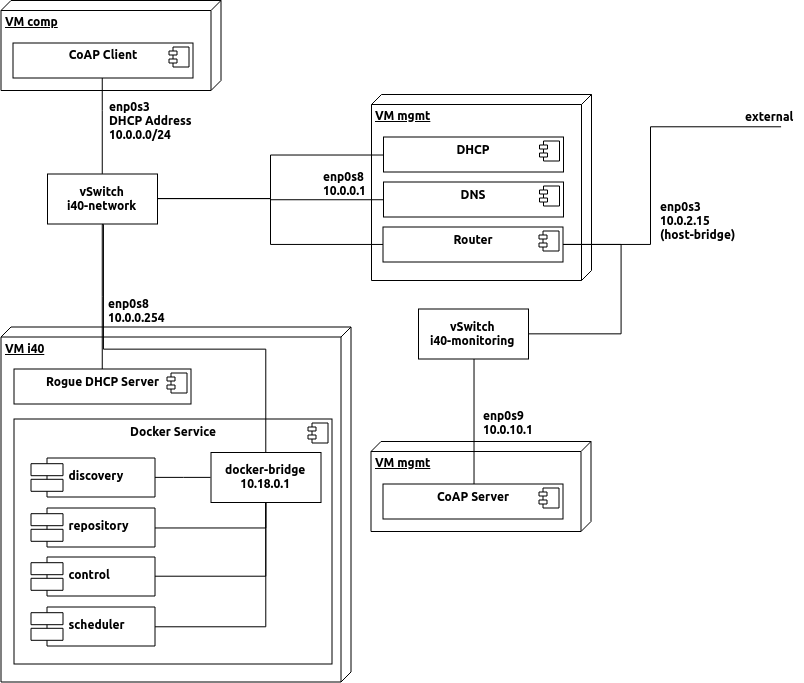 VM comp
CoAP Client
enp0s3
DHCP Address
10.0.0.0/24
vSwitch
i40-network
enp0s8
10.0.0.1
VM mgmt
DHCP
DNS
Router
external
enp0s3
10.0.2.15
(host-bridge)
enp0s8
10.0.0.254
VM i40
Rogue DHCP Server
Docker Service
docker-bridge
10.18.0.1
discovery
repository
control
scheduler
vSwitch
i40-monitoring
enp0s9
10.0.10.1
VM mgmt
CoAP Server